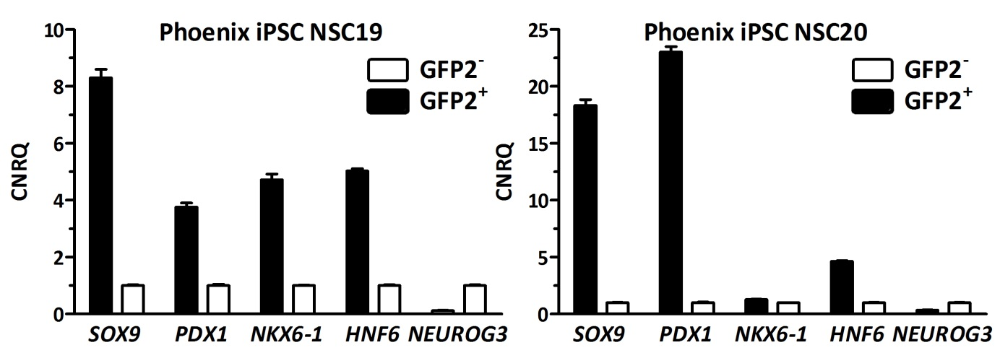 Phoenix iPSC NSC19
GFP2-
GFP2+
CNRQ
10
8
6
4
2
0
SOX9 PDX1 NKX6-1 HNF6 NEUROG3
Phoenix iPSC NSC20
GFP2-
GFP2+
CNRQ
25
20
15
10
5
0
SOX9 PDX1 NKX6-1 HNF6 NEUROG3